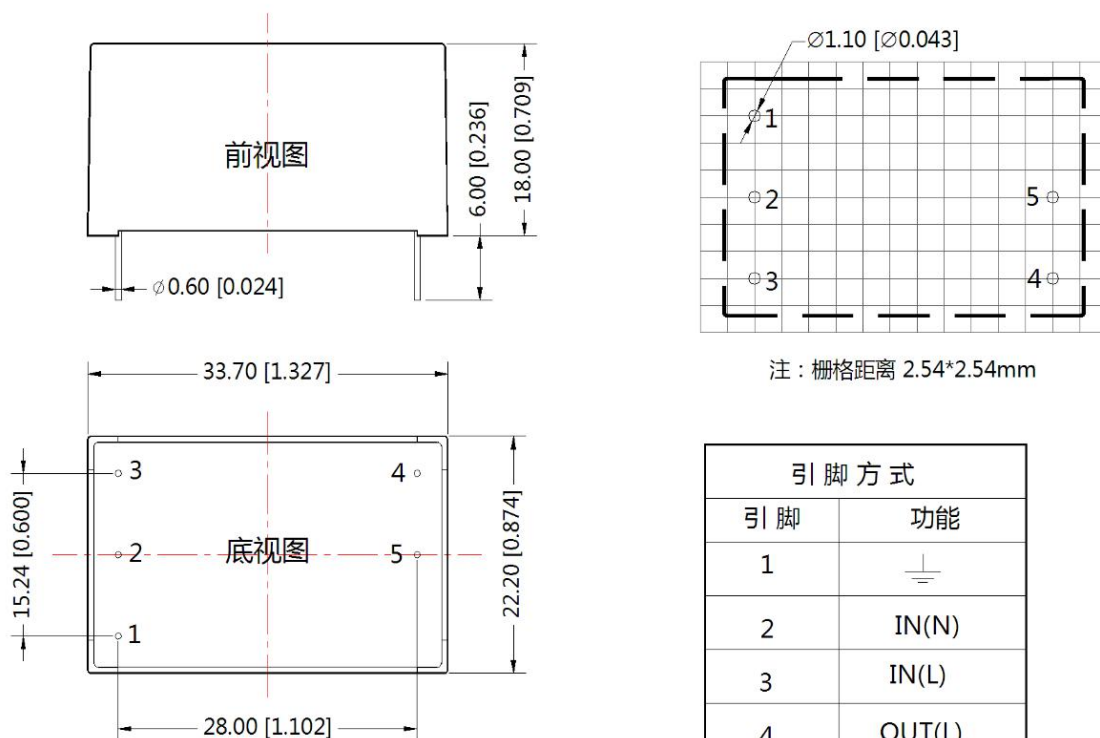 前视图
6.00 [0.236]
18.00 [0.709]
∅0.60 [0.024]
∅1.10 [∅0.043]
1
2
3
5
4
注：栅格距离 2.54*2.54mm
33.70 [1.327]
3
4
2
底视图
5
1
15.24 [0.600]
22.20 [0.874]
28.00 [1.102]
引脚方式
引脚 功能
1
2 IN(N)
3 IN(L)
4 OUT(L)